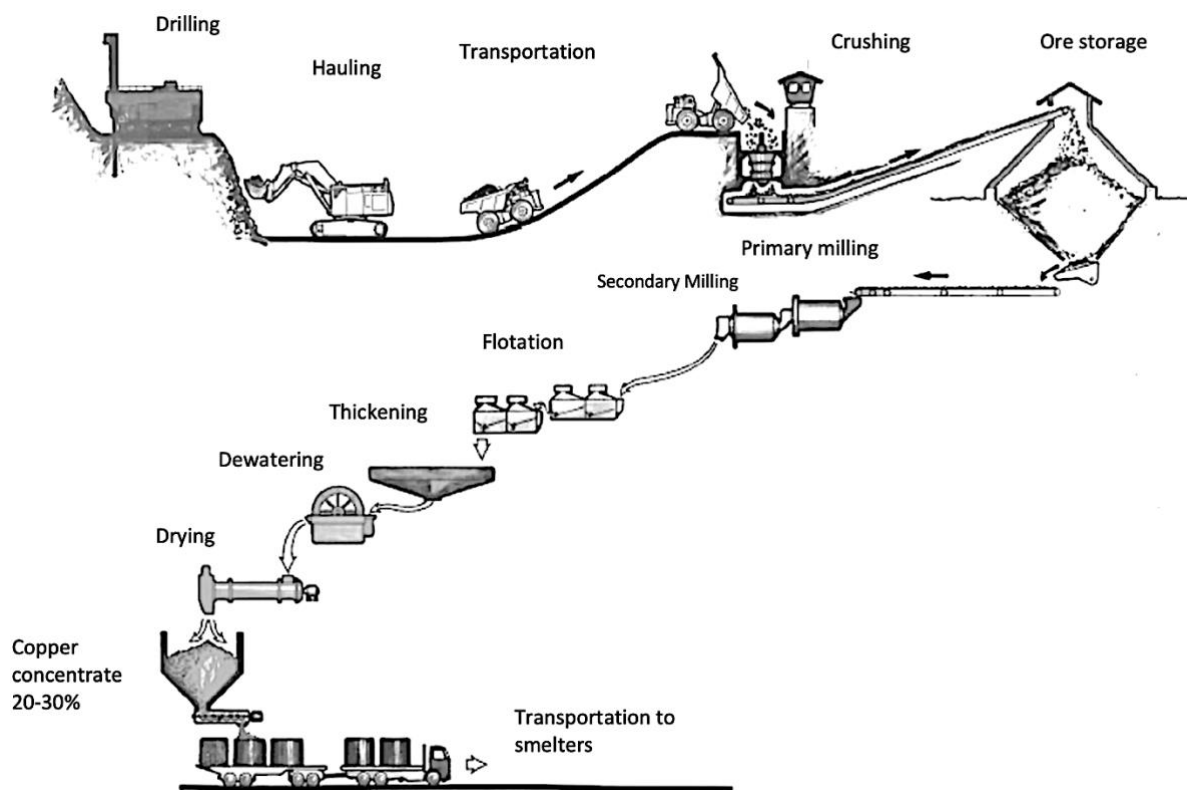 Drilling
Hauling
Transportation
Crushing
Ore storage
Primary milling
Secondary Milling
Flotation
Thickening
Dewatering
Drying
Copper
concentrate
20-30%
Transportation to
smelters